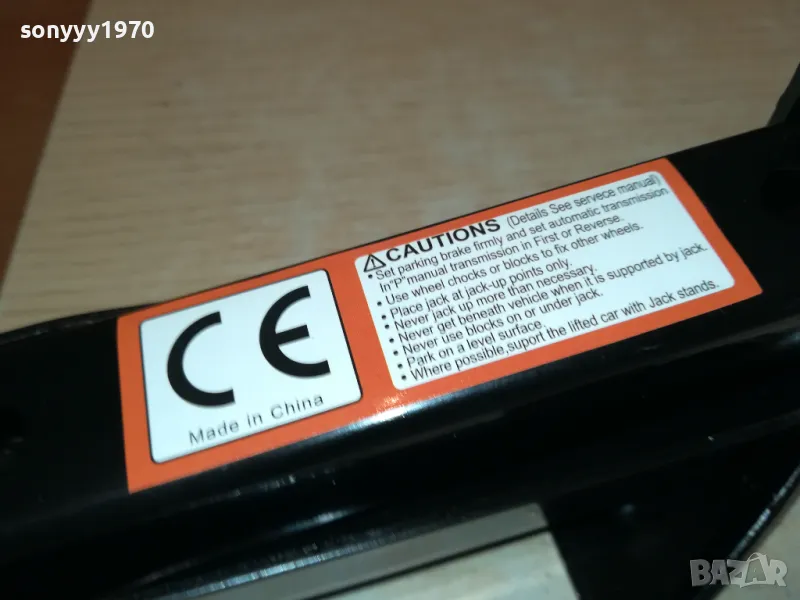 sonyyy1970
CE
Made in China
CAUTIONS (Details See servece manual)
• Set parking brake firmly and set automatic transmission
In"P"manual transmission in First or Reverse.
• Use wheel chocks or blocks to fix other wheels.
• Place jack at jack-up points only.
• Never jack up more than necessary.
• Never get beneath vehicle when it is supported by jack.
• Never use blocks on or under jack.
• Park on a level surface.
• Where possible,suport the lifted car with Jack stands.
BAZAR